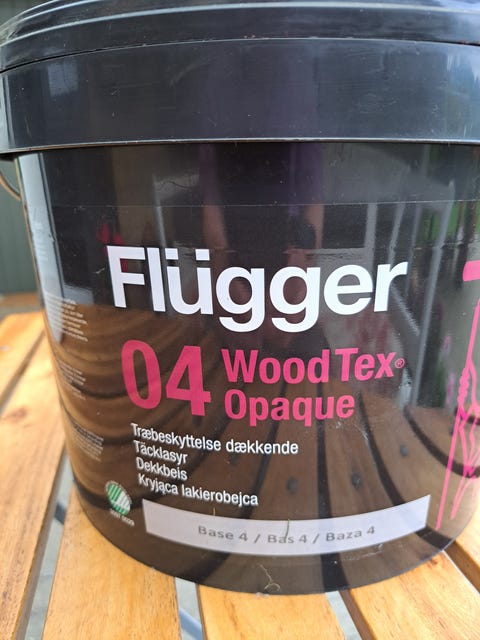 Flügger
04 Wood Tex®
Opaque
Træbeskyttelse dækkende
Täcklasyr
Dekkbeis
Kryjąca lakierobejca
Base 4 / Bas 4 / Baza 4